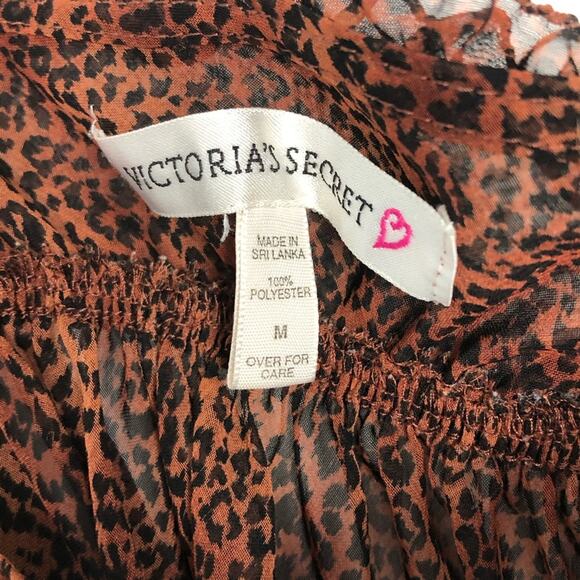 VICTORIA'S SECRET
MADE IN
SRI LANKA
100%
POLYESTER
M
OVER FOR
CARE